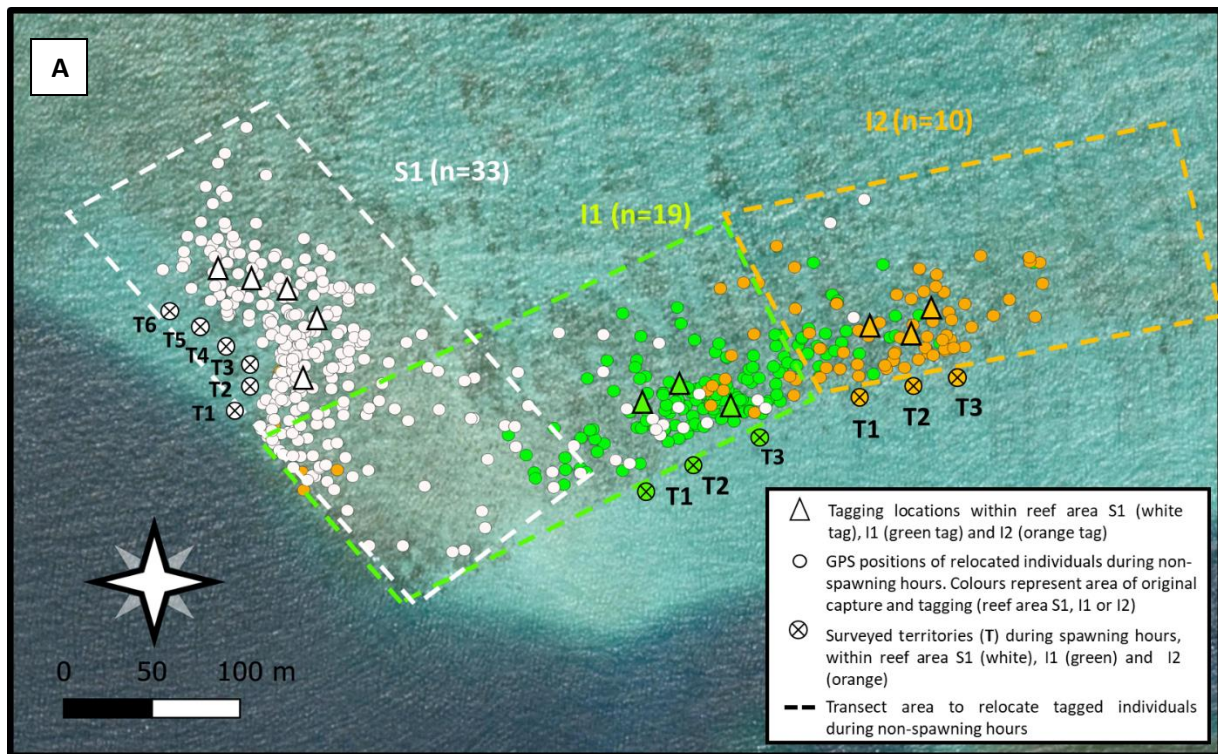 A
I2 (n=10)
S1 (n=33)
I1 (n=19)
T6
T5
T4
T3
T2
T1
T3
T2
T1
T3
T2
T1
0 50 100 m
Tagging locations within reef area S1 (white
tag), I1 (green tag) and I2 (orange tag)
GPS positions of relocated individuals during non-
spawning hours. Colours represent area of original
capture and tagging (reef area S1, I1 or I2)
Surveyed territories (T) during spawning hours,
within reef area S1 (white), I1 (green) and I2
(orange)
Transect area to relocate tagged individuals
during non-spawning hours